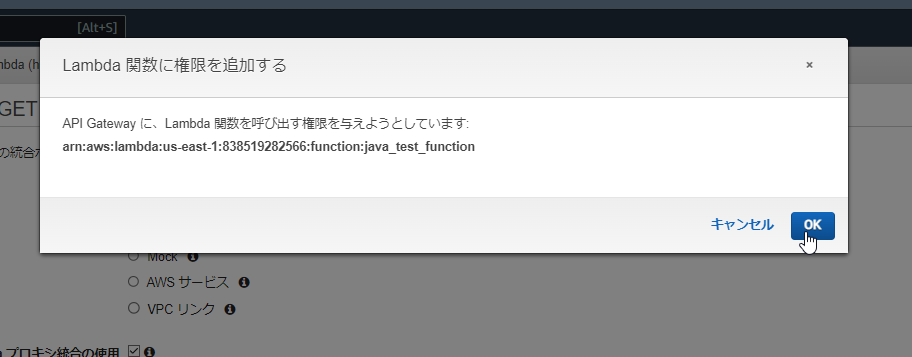 [Alt+S]
mbda (h
Lambda 関数に権限を追加する
×
GET
API Gateway に、Lambda 関数を呼び出す権限を与えようとしています:
の統合
arn:aws:lambda:us-east-1:838519282566:function:java_test_function
キャンセル
OK
Mock
AWS サービス
VPC リンク
プロキシ統合の使用